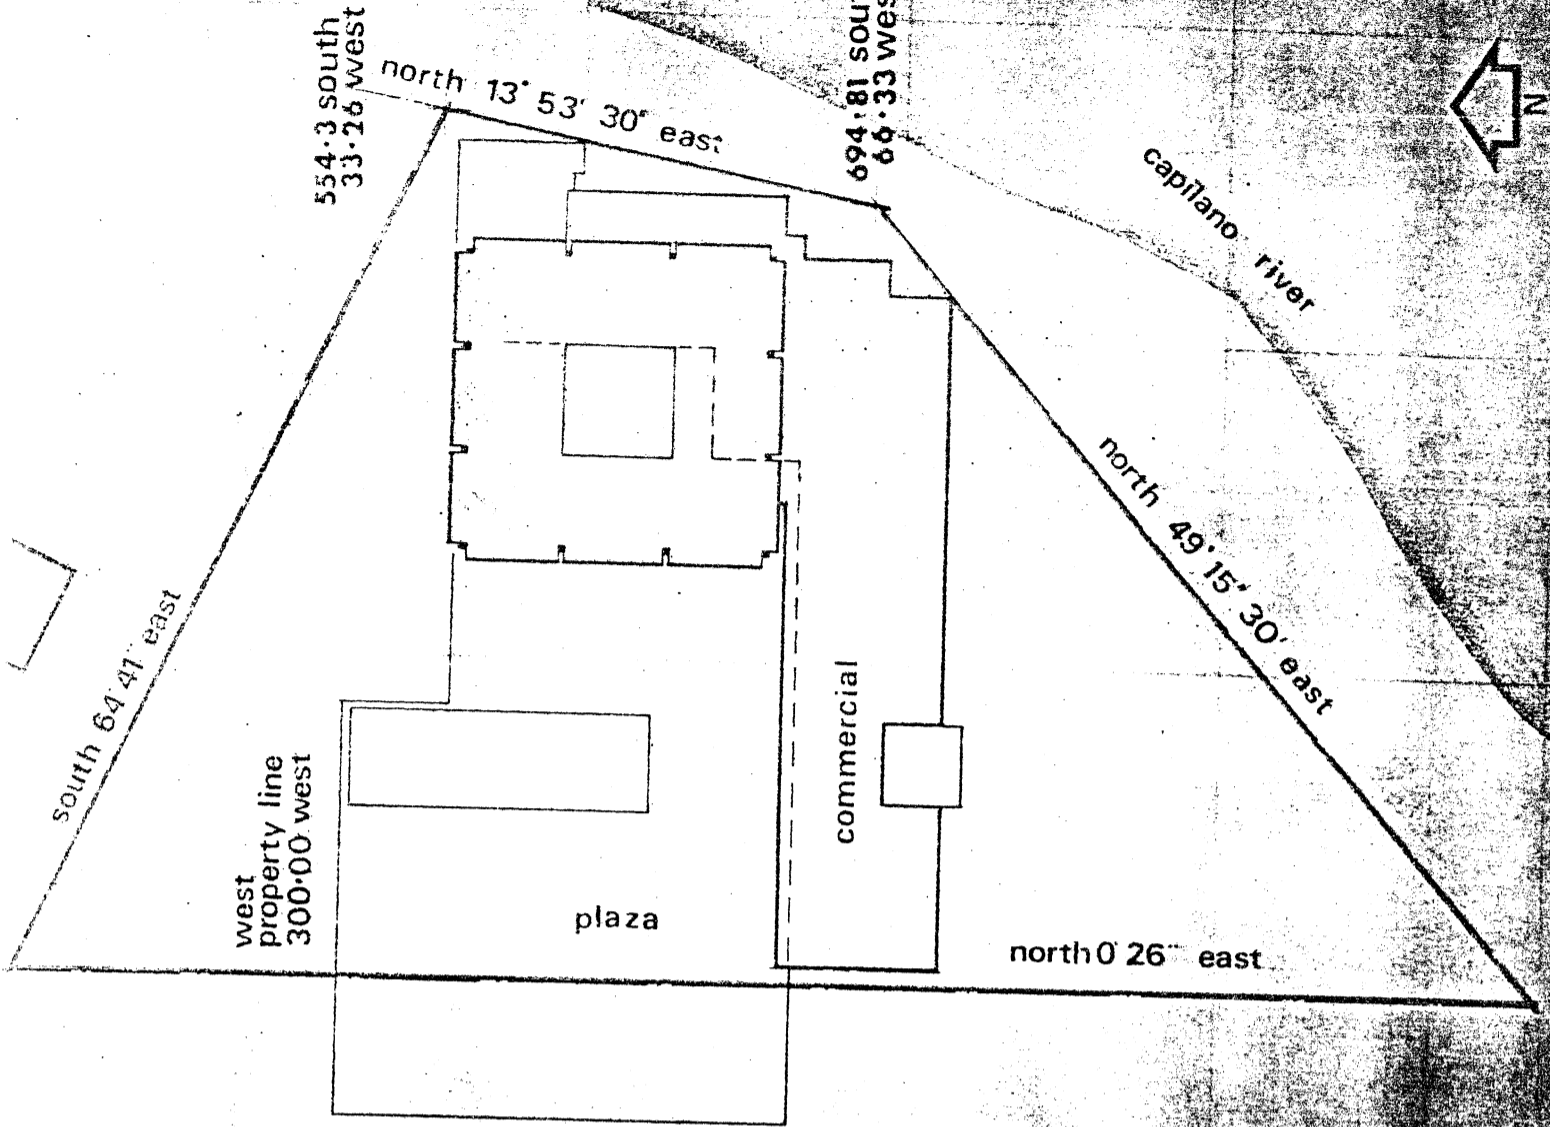 554·3 south
33·26 west
north 13° 53' 30" east
694·81
66·33
capilano river
N
south 64° 41" east
north 49° 15" 30' east
west
property line
300·00 west
commercial
plaza
north 0° 26" east